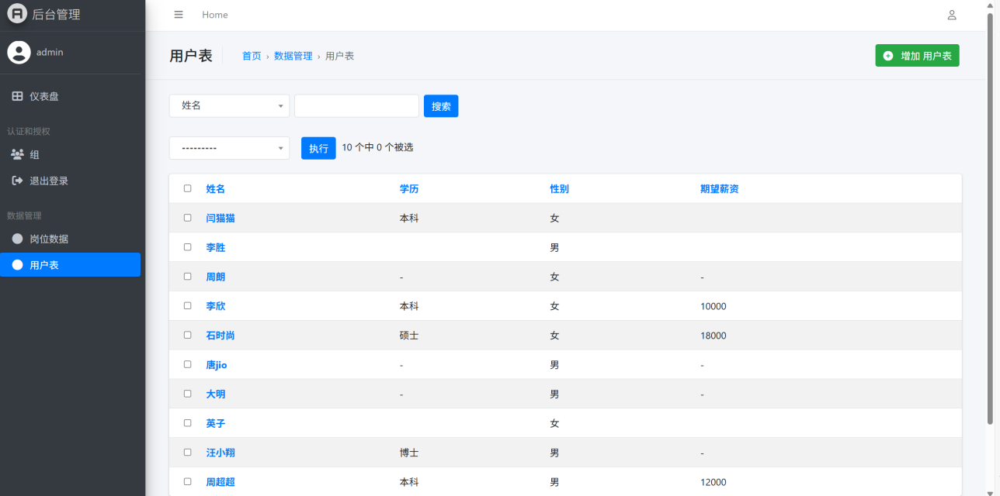 后台管理
admin
仪表盘
认证和授权
组
退出登录
数据管理
岗位数据
用户表
Home
用户表
首页 › 数据管理 › 用户表
增加 用户表
姓名 搜索
--------- 执行 10 个中 0 个被选
姓名 学历 性别 期望薪资
闫猫猫 本科 女
李胜 男
周朗 - 女 -
李欣 本科 女 10000
石时尚 硕士 女 18000
唐jio - 男 -
大明 - 男 -
英子 女
汪小翔 博士 男 -
周超超 本科 男 12000